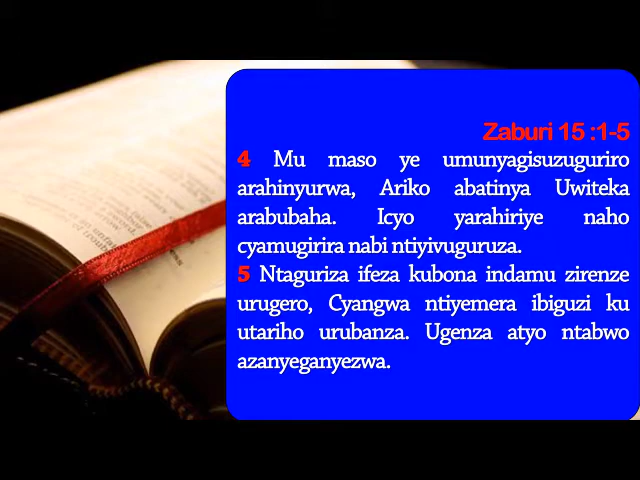 Zaburi 15 :1-5
4 Mu maso ye umunyagisuzuguriro
arahinyurwa, Ariko abatinya Uwiteka
arabubaha. Icyo yarahiriye naho
cyamugirira nabi ntiyivuguruza.
5 Ntaguriza ifeza kubona indamu zirenze
urugero, Cyangwa ntiyemera ibiguzi ku
utariho urubanza. Ugenza atyo ntabwo
azanyeganyezwa.